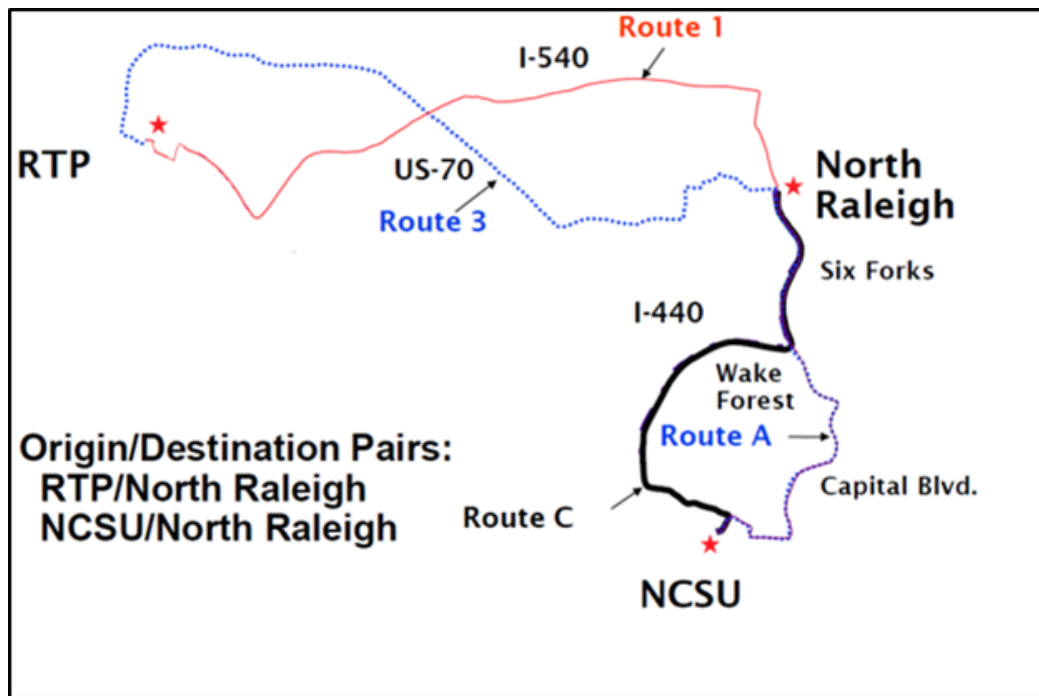 Route 1
I-540
RTP
US-70
Route 3
North
Raleigh
Six Forks
I-440
Wake
Forest
Route A
Origin/Destination Pairs:
RTP/North Raleigh
NCSU/North Raleigh
Capital Blvd.
Route C
NCSU